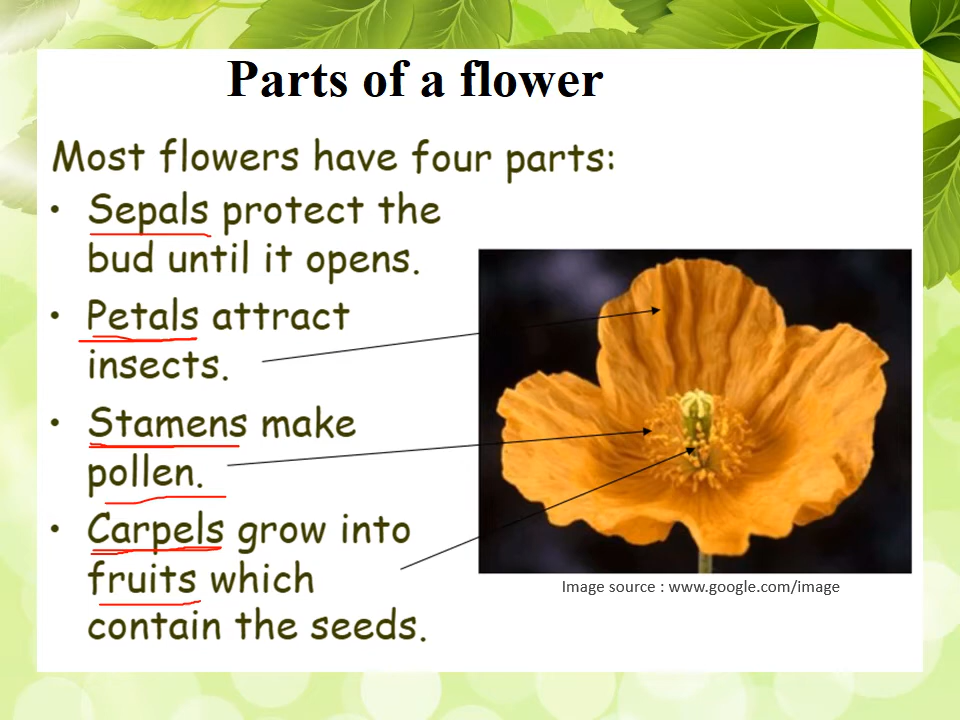 Parts of a flower
Most flowers have four parts:
• Sepals protect the
bud until it opens.
• Petals attract
insects.
• Stamens make
pollen.
• Carpels grow into
fruits which
contain the seeds.
Image source : www.google.com/image